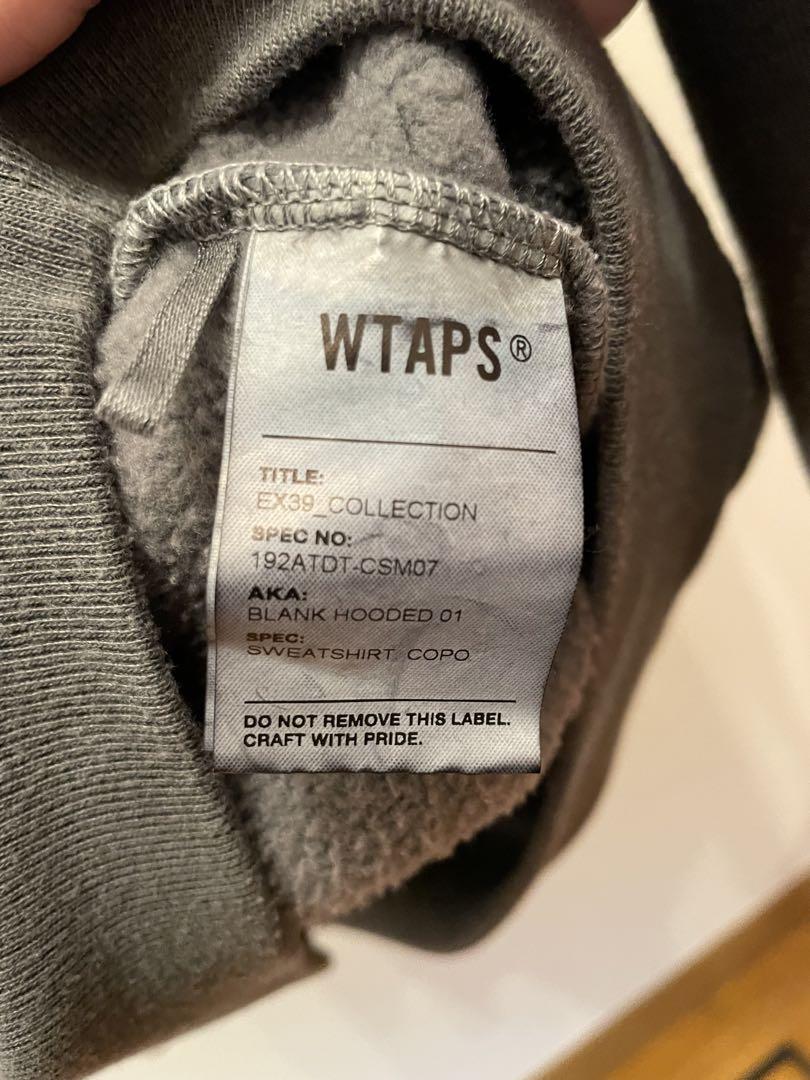 WTAPS®
TITLE:
EX39_COLLECTION
SPEC NO:
192ATDT-CSM07
AKA:
BLANK HOODED 01
SPEC:
SWEATSHIRT. COPO
DO NOT REMOVE THIS LABEL.
CRAFT WITH PRIDE.